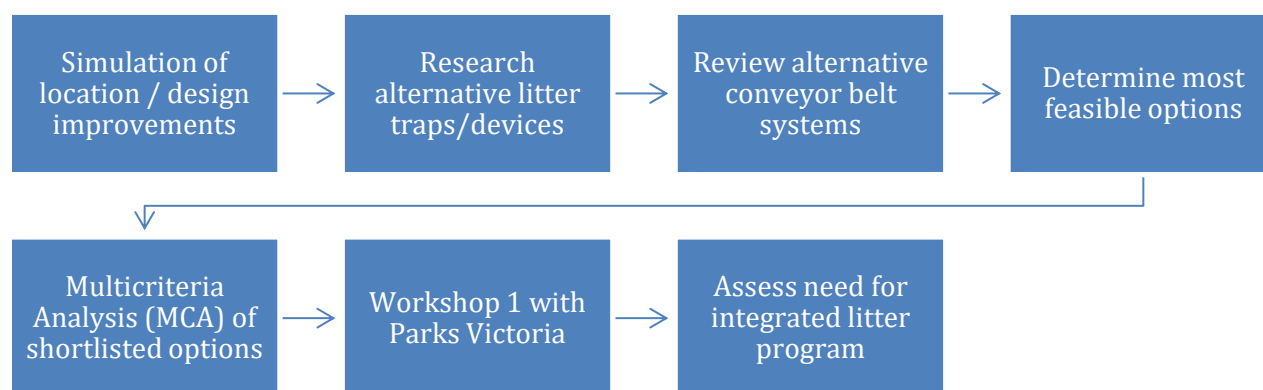 Simulation of
location / design
improvements
Research
alternative litter
traps/devices
Review alternative
conveyor belt
systems
Determine most
feasible options
Multicriteria
Analysis (MCA) of
shortlisted options
Workshop 1 with
Parks Victoria
Assess need for
integrated litter
program